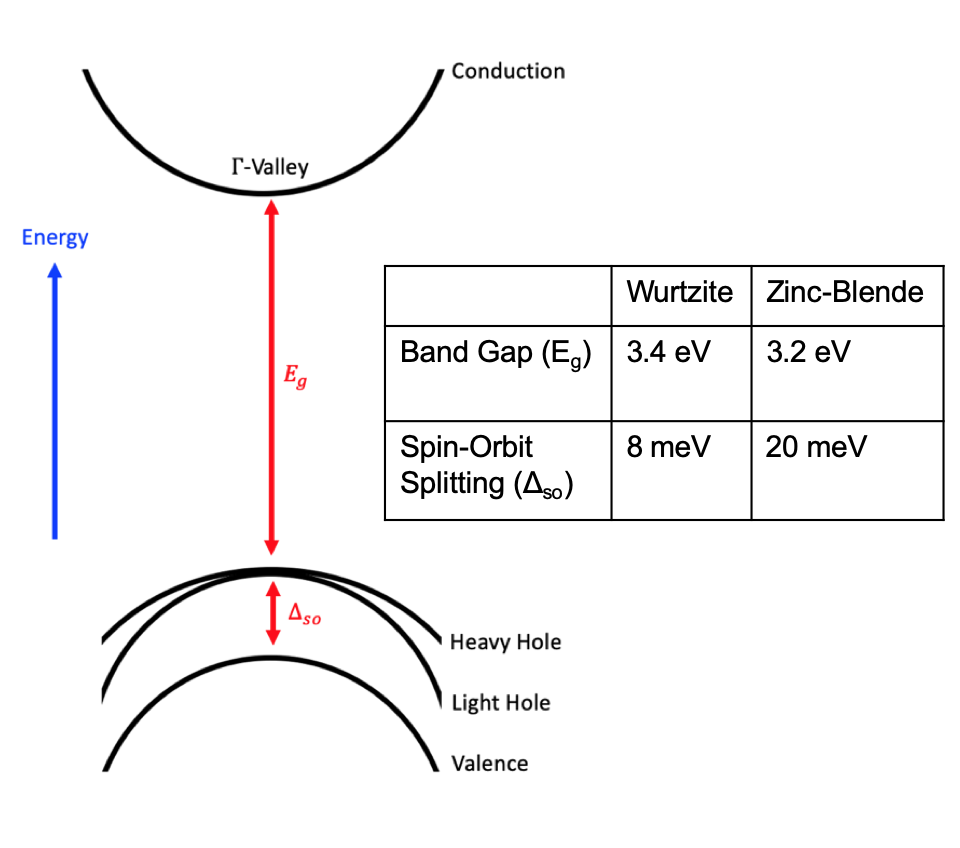 Conduction
Γ-Valley
Energy
E_g
Wurtzite Zinc-Blende
Band Gap (E_g) 3.4 eV 3.2 eV
Spin-Orbit 8 meV 20 meV
Splitting (Δ_so)
Δ_so
Heavy Hole
Light Hole
Valence